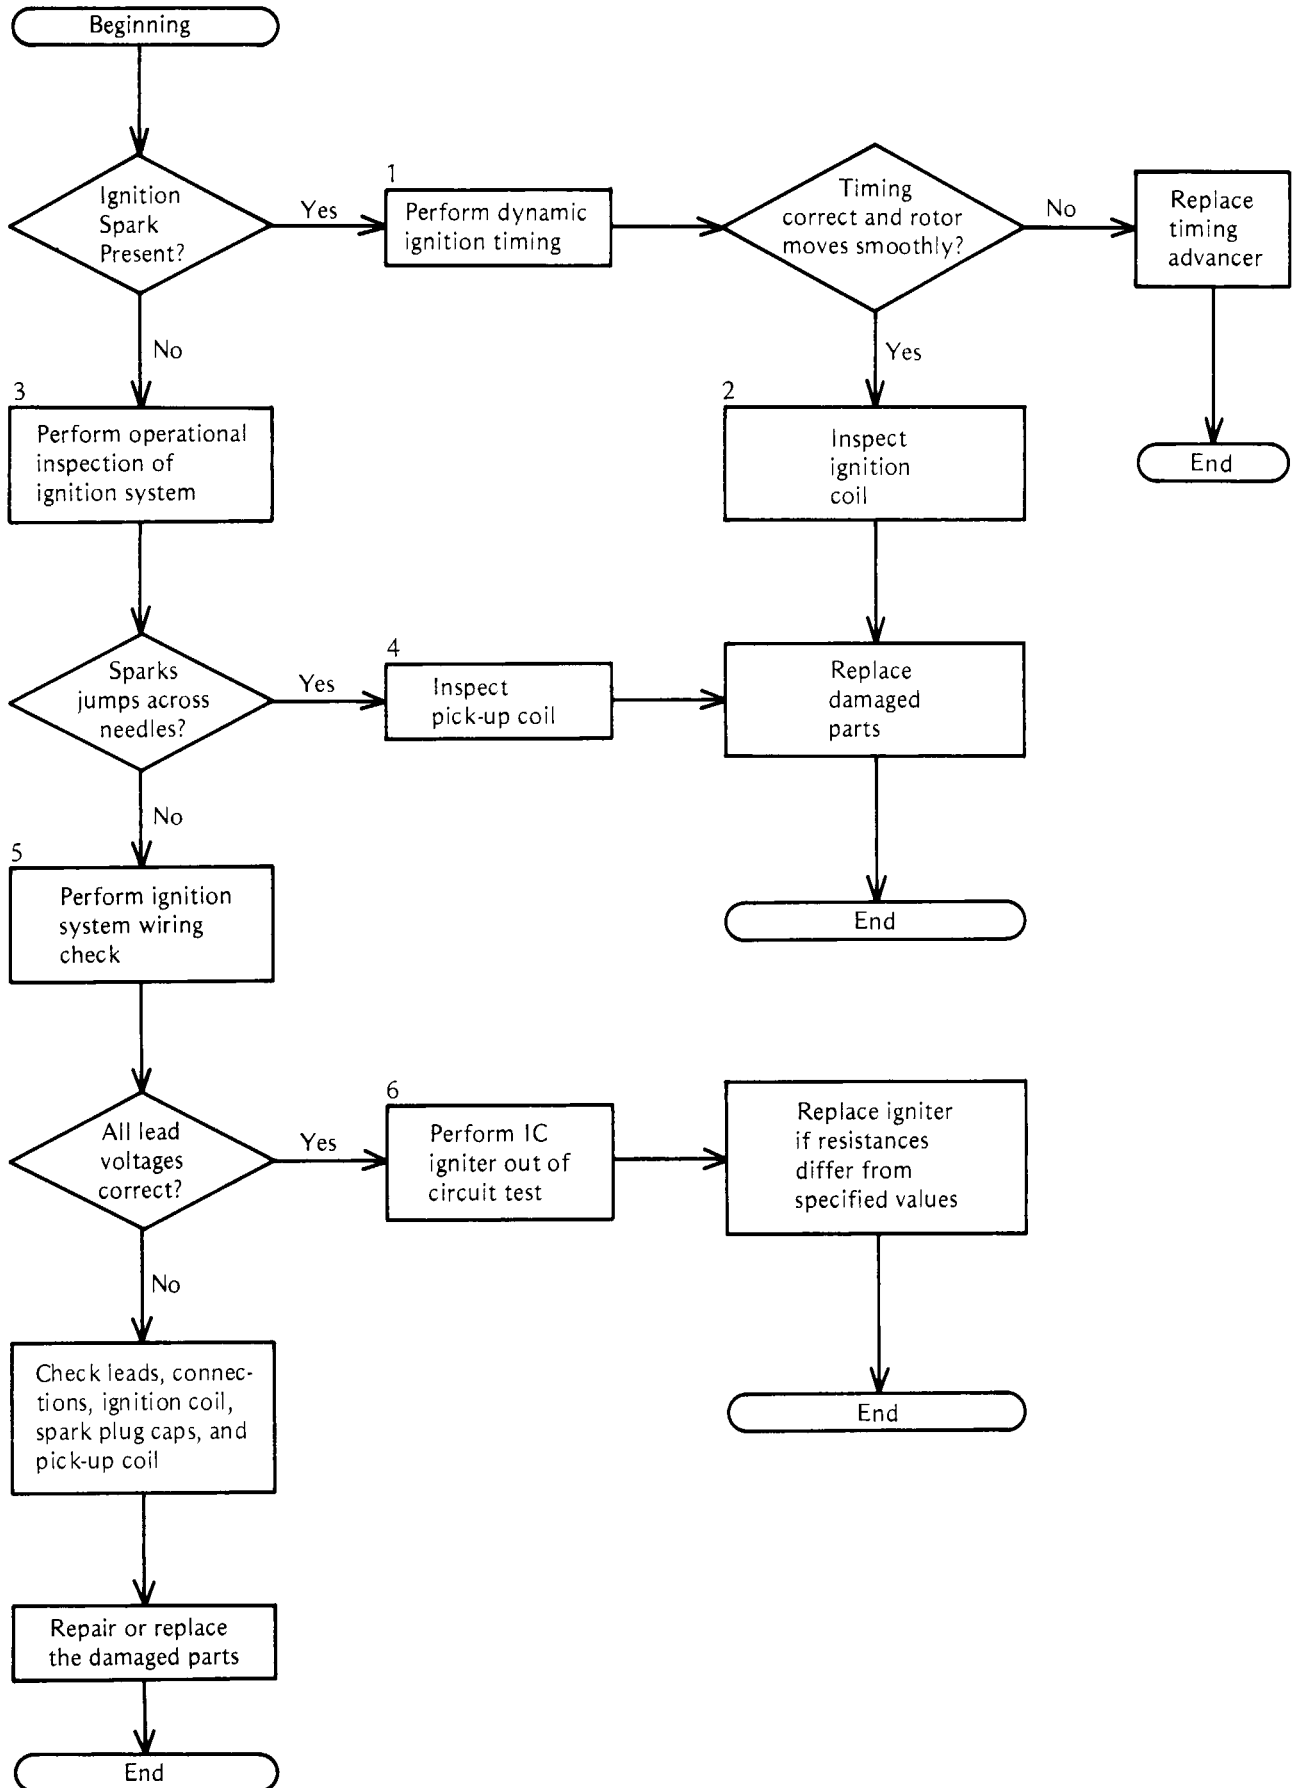 Beginning
Ignition
Spark
Present?
Yes
1
Perform dynamic
ignition timing
Timing
correct and rotor
moves smoothly?
No
Replace
timing
advancer
End
No
Yes
3
Perform operational
inspection of
ignition system
2
Inspect
ignition
coil
Sparks
jumps across
needles?
Yes
4
Inspect
pick-up coil
Replace
damaged
parts
End
No
5
Perform ignition
system wiring
check
All lead
voltages
correct?
Yes
6
Perform IC
igniter out of
circuit test
Replace igniter
if resistances
differ from
specified values
End
No
Check leads, connec-
tions, ignition coil,
spark plug caps, and
pick-up coil
Repair or replace
the damaged parts
End